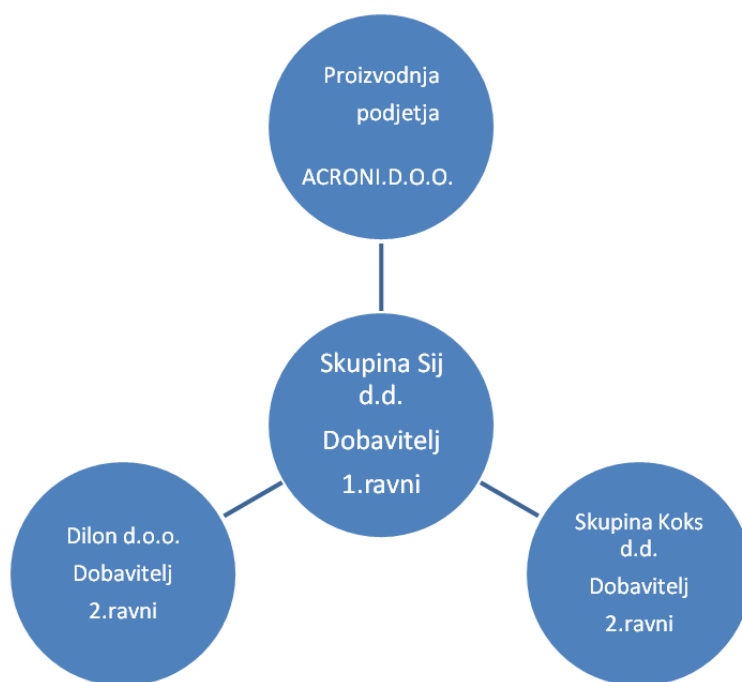 Proizvodnja
podjetja
ACRONI.D.O.O.
Skupina Sij
d.d.
Dobavitelj
1.ravni
Dilon d.o.o.
Dobavitelj
2.ravni
Skupina Koks
d.d.
Dobavitelj
2.ravni